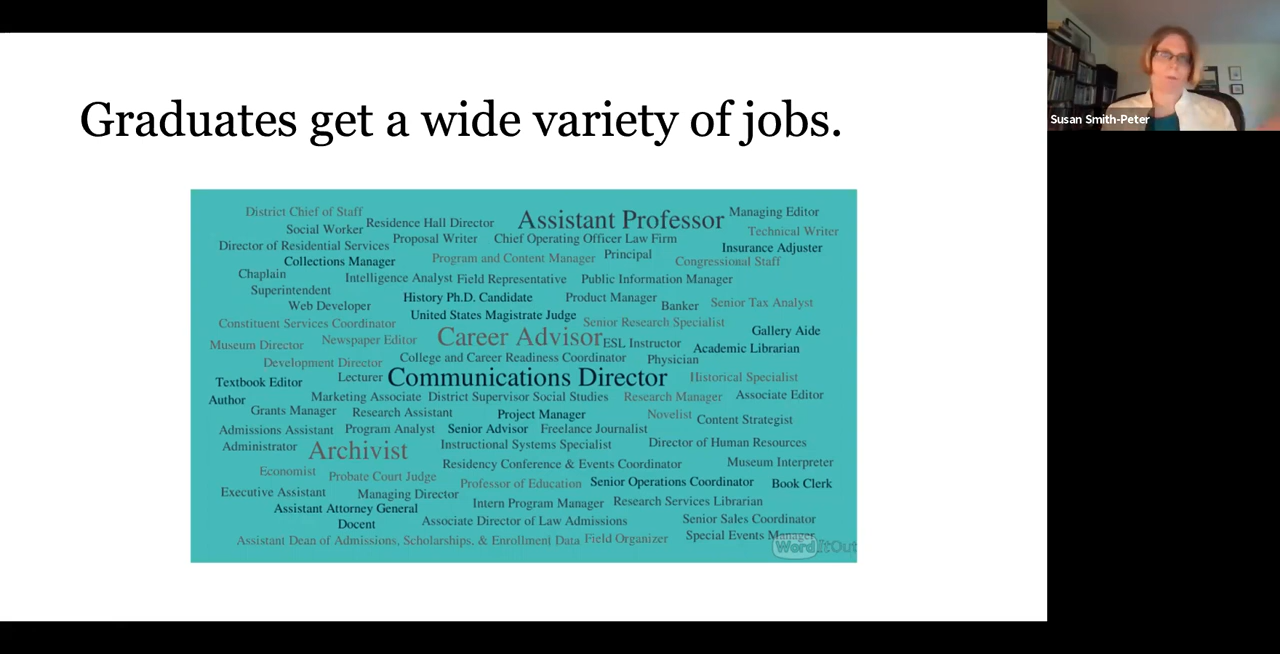 Graduates get a wide variety of jobs.
District Chief of Staff
Residence Hall Director
Assistant Professor
Managing Editor
Social Worker
Technical Writer
Director of Residential Services
Proposal Writer
Chief Operating Officer Law Firm
Insurance Adjuster
Collections Manager
Program and Content Manager
Principal
Congressional Staff
Chaplain
Intelligence Analyst
Field Representative
Public Information Manager
Superintendent
History Ph.D. Candidate
Product Manager
Banker
Senior Tax Analyst
Web Developer
United States Magistrate Judge
Constituent Services Coordinator
Senior Research Specialist
Gallery Aide
Museum Director
Newspaper Editor
Career Advisor
ESL Instructor
Academic Librarian
Development Director
College and Career Readiness Coordinator
Physician
Textbook Editor
Lecturer
Communications Director
Historical Specialist
Author
Marketing Associate
District Supervisor Social Studies
Research Manager
Associate Editor
Grants Manager
Research Assistant
Project Manager
Novelist
Content Strategist
Admissions Assistant
Program Analyst
Senior Advisor
Freelance Journalist
Administrator
Archivist
Instructional Systems Specialist
Director of Human Resources
Economist
Residency Conference & Events Coordinator
Museum Interpreter
Probate Court Judge
Professor of Education
Senior Operations Coordinator
Book Clerk
Executive Assistant
Managing Director
Intern Program Manager
Research Services Librarian
Assistant Attorney General
Docent
Associate Director of Law Admissions
Senior Sales Coordinator
Assistant Dean of Admissions, Scholarships, & Enrollment Data
Field Organizer
Special Events Manager
WordItOut
Susan Smith-Peter